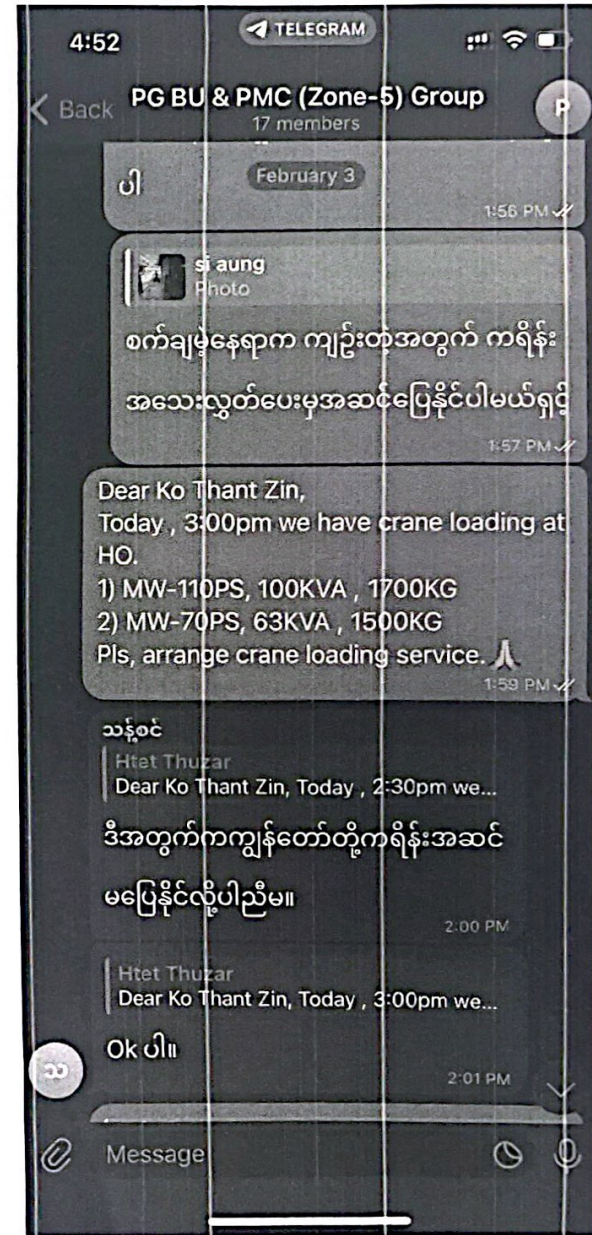 4:52
TELEGRAM
Back
PG BU & PMC (Zone-5) Group
17 members
P
February 3
ပါ
1:56 PM
si aung
Photo
စက်ချမဲ့နေရာက ကျဉ်းတဲ့အတွက် ကရိန်း
အသေးလွှတ်ပေးမှအဆင်ပြေနိုင်ပါမယ်ရှင့်
1:57 PM
Dear Ko Thant Zin,
Today , 3:00pm we have crane loading at
HO.
1) MW-110PS, 100KVA , 1700KG
2) MW-70PS, 63KVA , 1500KG
Pls, arrange crane loading service. 🙏
1:59 PM
သန့်စင်
Htet Thuzar
Dear Ko Thant Zin, Today , 2:30pm we...
ဒီအတွက်ကကျွန်တော်တို့ကရိန်းအဆင်
မပြေနိုင်လို့ပါညီမ။
2:00 PM
Htet Thuzar
Dear Ko Thant Zin, Today , 3:00pm we...
Ok ပါ။
သ
2:01 PM
Message